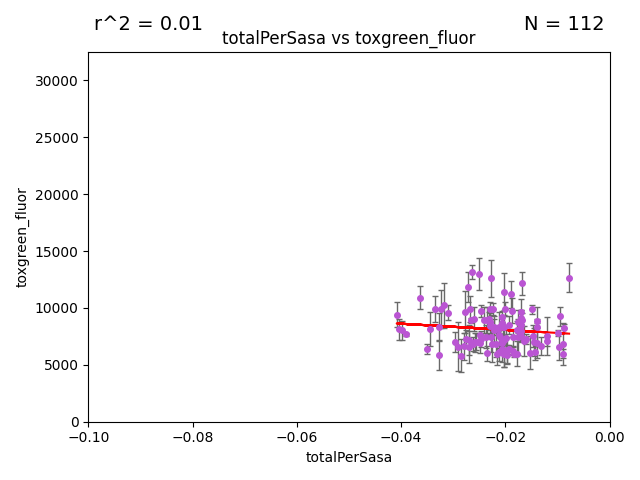 r^2 = 0.01
N = 112
totalPerSasa vs toxgreen_fluor
30000
25000
20000
15000
10000
5000
0
toxgreen_fluor
−0.10
−0.08
−0.06
−0.04
−0.02
0.00
totalPerSasa